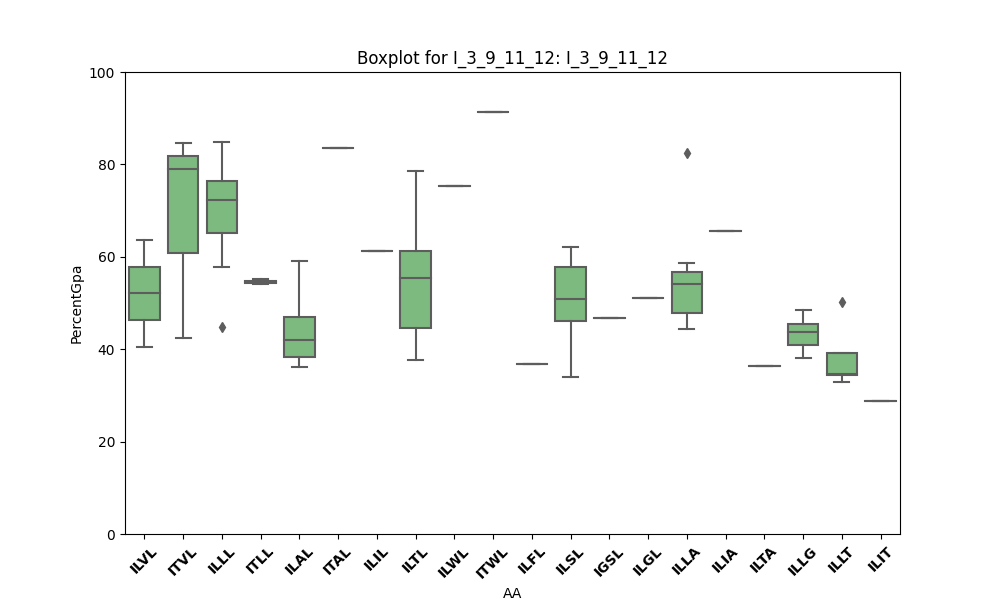 Boxplot for I_3_9_11_12: I_3_9_11_12
100
80
60
40
20
0
PercentGpa
ILVL ITVL ILLL ITLL ILAL ITAL ILIL ILTL ILWL ITWL ILFL ILSL IGSL ILGL ILLA ILIA ILTA ILLG ILLT ILIT
AA